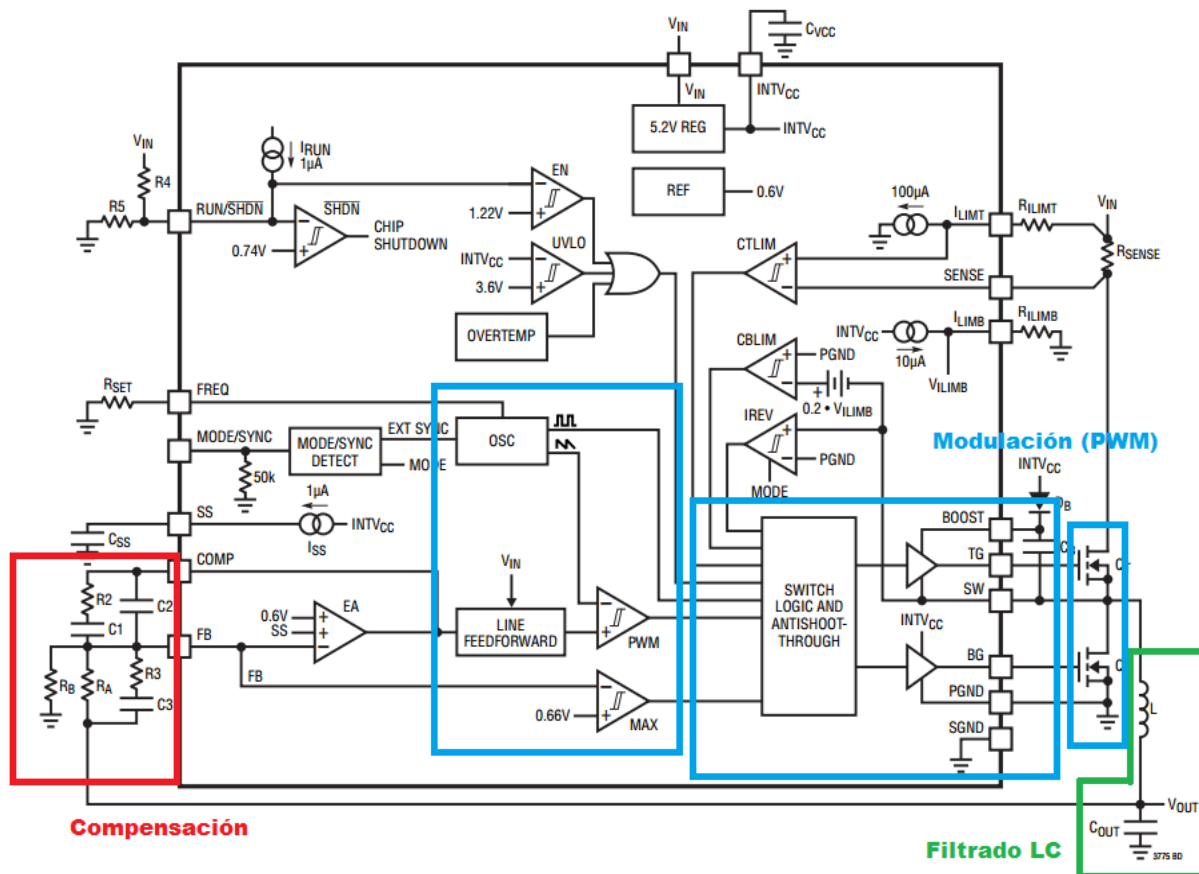 VIN
CVCC
VIN
INTVCC
5.2V REG
INTVCC
REF
0.6V
VIN
R4
IRUN
1µA
R5
RUN/SHDN
SHDN
CHIP
SHUTDOWN
0.74V
EN
1.22V
UVLO
INTVCC
3.6V
OVERTEMP
100µA
ILIMT
RILIMT
VIN
RSENSE
CTLIM
SENSE
INTVCC
ILIMB
RILIMB
10µA
VILIMB
CBLIM
PGND
0.2 • VILIMB
IREV
PGND
MODE
RSET
FREQ
MODE/SYNC
MODE/SYNC
DETECT
EXT SYNC
MODE
50k
OSC
SS
CSS
1µA
INTVCC
ISS
COMP
R2
C2
C1
FB
RB
RA
R3
C3
0.6V
SS
EA
VIN
LINE
FEEDFORWARD
PWM
FB
0.66V
MAX
Modulación (PWM)
INTVCC
BOOST
TG
SW
SWITCH
LOGIC AND
ANTISHOOT-
THROUGH
INTVCC
BG
PGND
SGND
L
VOUT
COUT
3775 BD
Compensación
Filtrado LC